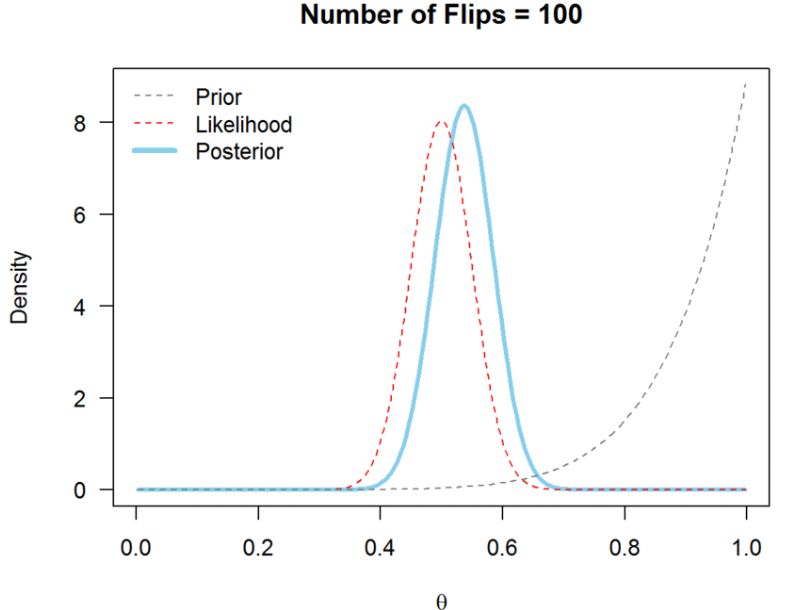 Number of Flips = 100
Prior
Likelihood
Posterior
Density
8
6
4
2
0
0.0 0.2 0.4 0.6 0.8 1.0
θ